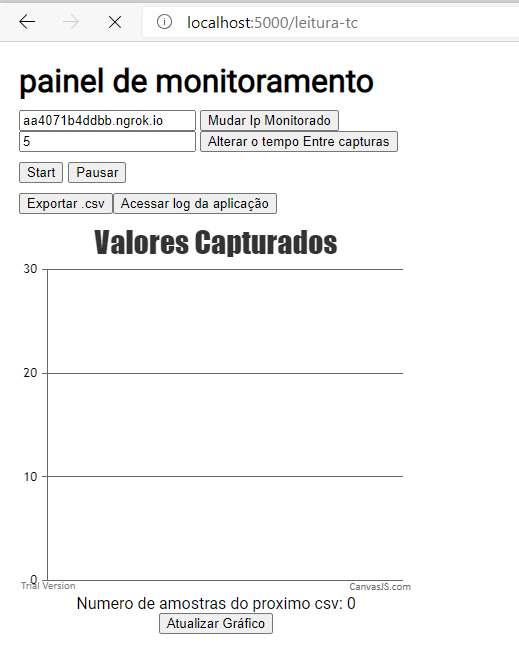 localhost:5000/leitura-tc
painel de monitoramento
aa4071b4ddbb.ngrok.io Mudar Ip Monitorado
5 Alterar o tempo Entre capturas
Start Pausar
Exportar .csv Acessar log da aplicação
Valores Capturados
30
20
10
0
Trial Version CanvasJS.com
Numero de amostras do proximo csv: 0
Atualizar Gráfico